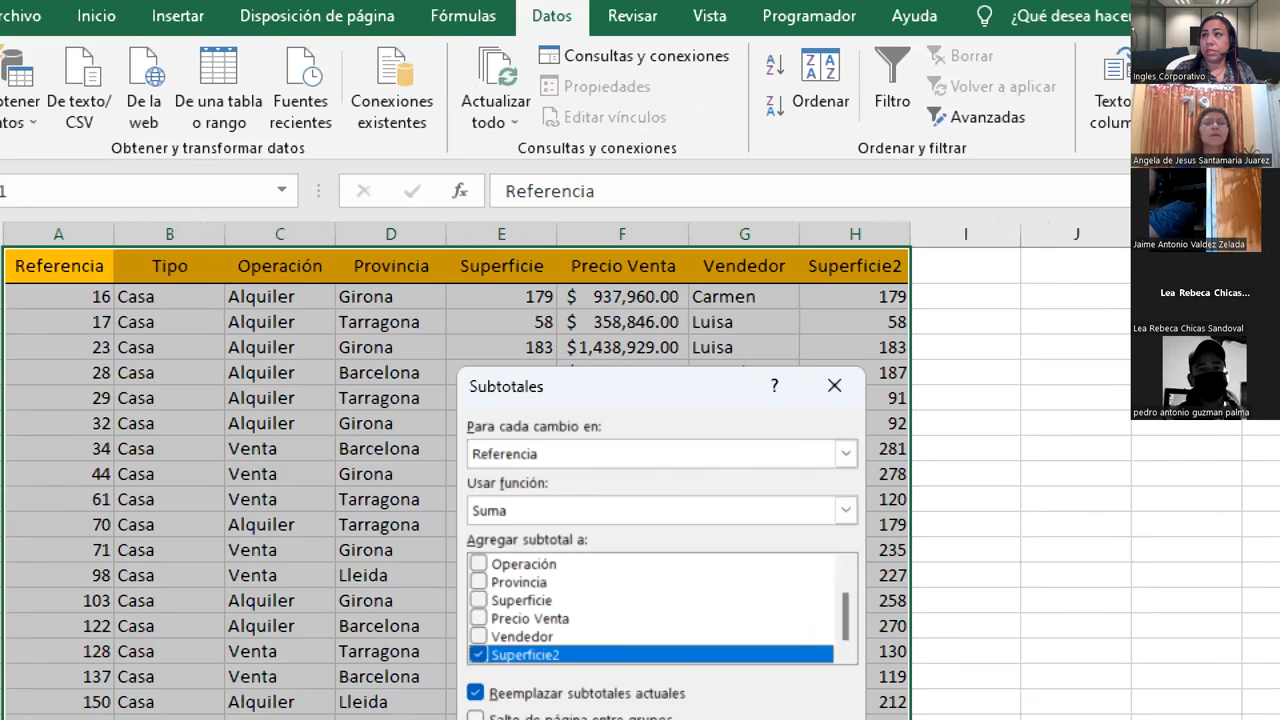 rchivo Inicio Insertar Disposición de página Fórmulas Datos Revisar Vista Programador Ayuda ¿Qué desea hacer
btener
atos
De texto/
CSV
De la
web
De una tabla
o rango
Fuentes
recientes
Conexiones
existentes
Obtener y transformar datos
Actualizar
todo
Consultas y conexiones
Propiedades
Editar vínculos
Consultas y conexiones
A Z
Z A
Z A A Z
Ordenar
Filtro
Borrar
Volver a aplicar
Avanzadas
Ordenar y filtrar
Texto
colum
1 fx Referencia
A B C D E F G H I J
Referencia Tipo Operación Provincia Superficie Precio Venta Vendedor Superficie2
16 Casa Alquiler Girona 179 $ 937,960.00 Carmen 179
17 Casa Alquiler Tarragona 58 $ 358,846.00 Luisa 58
23 Casa Alquiler Girona 183 $1,438,929.00 Luisa 183
28 Casa Alquiler Barcelona 187
29 Casa Alquiler Tarragona 91
32 Casa Alquiler Girona 92
34 Casa Venta Barcelona 281
44 Casa Venta Girona 278
61 Casa Venta Tarragona 120
70 Casa Alquiler Tarragona 179
71 Casa Venta Girona 235
98 Casa Venta Lleida 227
103 Casa Alquiler Girona 258
122 Casa Alquiler Barcelona 270
128 Casa Venta Tarragona 130
137 Casa Venta Barcelona 119
150 Casa Alquiler Lleida 212
Subtotales ?
Para cada cambio en:
Referencia
Usar función:
Suma
Agregar subtotal a:
Operación
Provincia
Superficie
Precio Venta
Vendedor
Superficie2
Reemplazar subtotales actuales
Salto de página entre grupos
Ingles Corporativo
Angela de Jesus Santamaria Juarez
Jaime Antonio Valdez Zelada
Lea Rebeca Chicas...
Lea Rebeca Chicas Sandoval
pedro antonio guzman palma